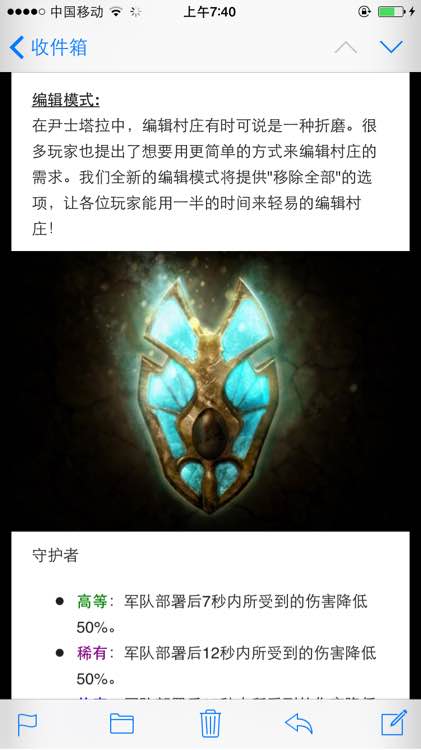 中国移动
上午7:40
收件箱
编辑模式:
在尹士塔拉中，编辑村庄有时可说是一种折磨。很
多玩家也提出了想要用更简单的方式来编辑村庄的
需求。我们全新的编辑模式将提供"移除全部"的选
项，让各位玩家能用一半的时间来轻易的编辑村
庄！
守护者
高等：军队部署后7秒内所受到的伤害降低
50%。
稀有：军队部署后12秒内所受到的伤害降低
50%。